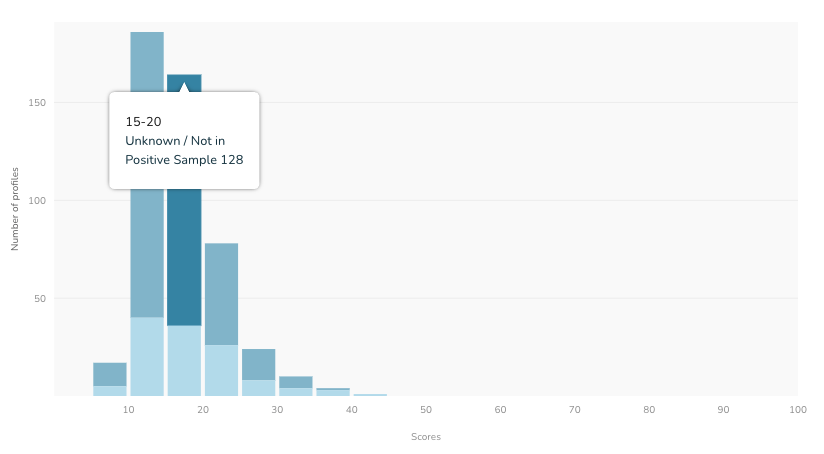 150
15-20
Unknown / Not in
Positive Sample 128
100
50
Number of profiles
10 20 30 40 50 60 70 80 90 100
Scores